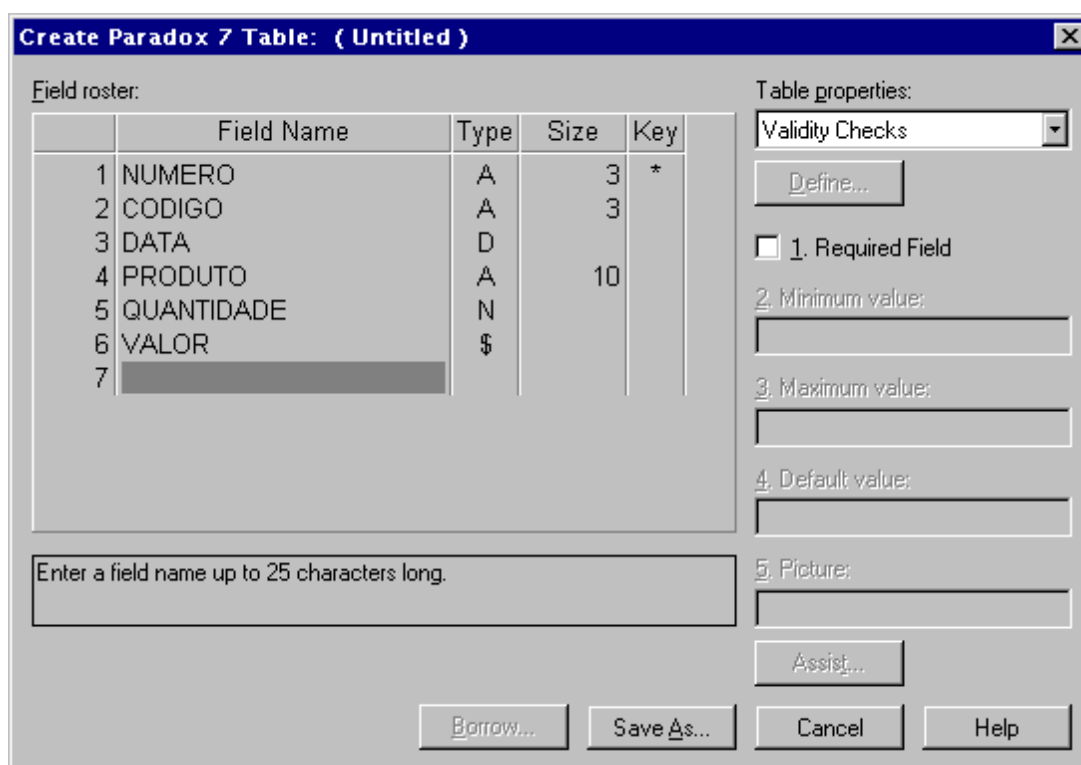 Create Paradox 7 Table: ( Untitled )
Field roster:
Field Name Type Size Key
1 NUMERO A 3 *
2 CODIGO A 3
3 DATA D
4 PRODUTO A 10
5 QUANTIDADE N
6 VALOR $
7
Enter a field name up to 25 characters long.
Table properties:
Validity Checks
Define...
1. Required Field
2. Minimum value:
3. Maximum value:
4. Default value:
5. Picture:
Assist...
Borrow... Save As... Cancel Help